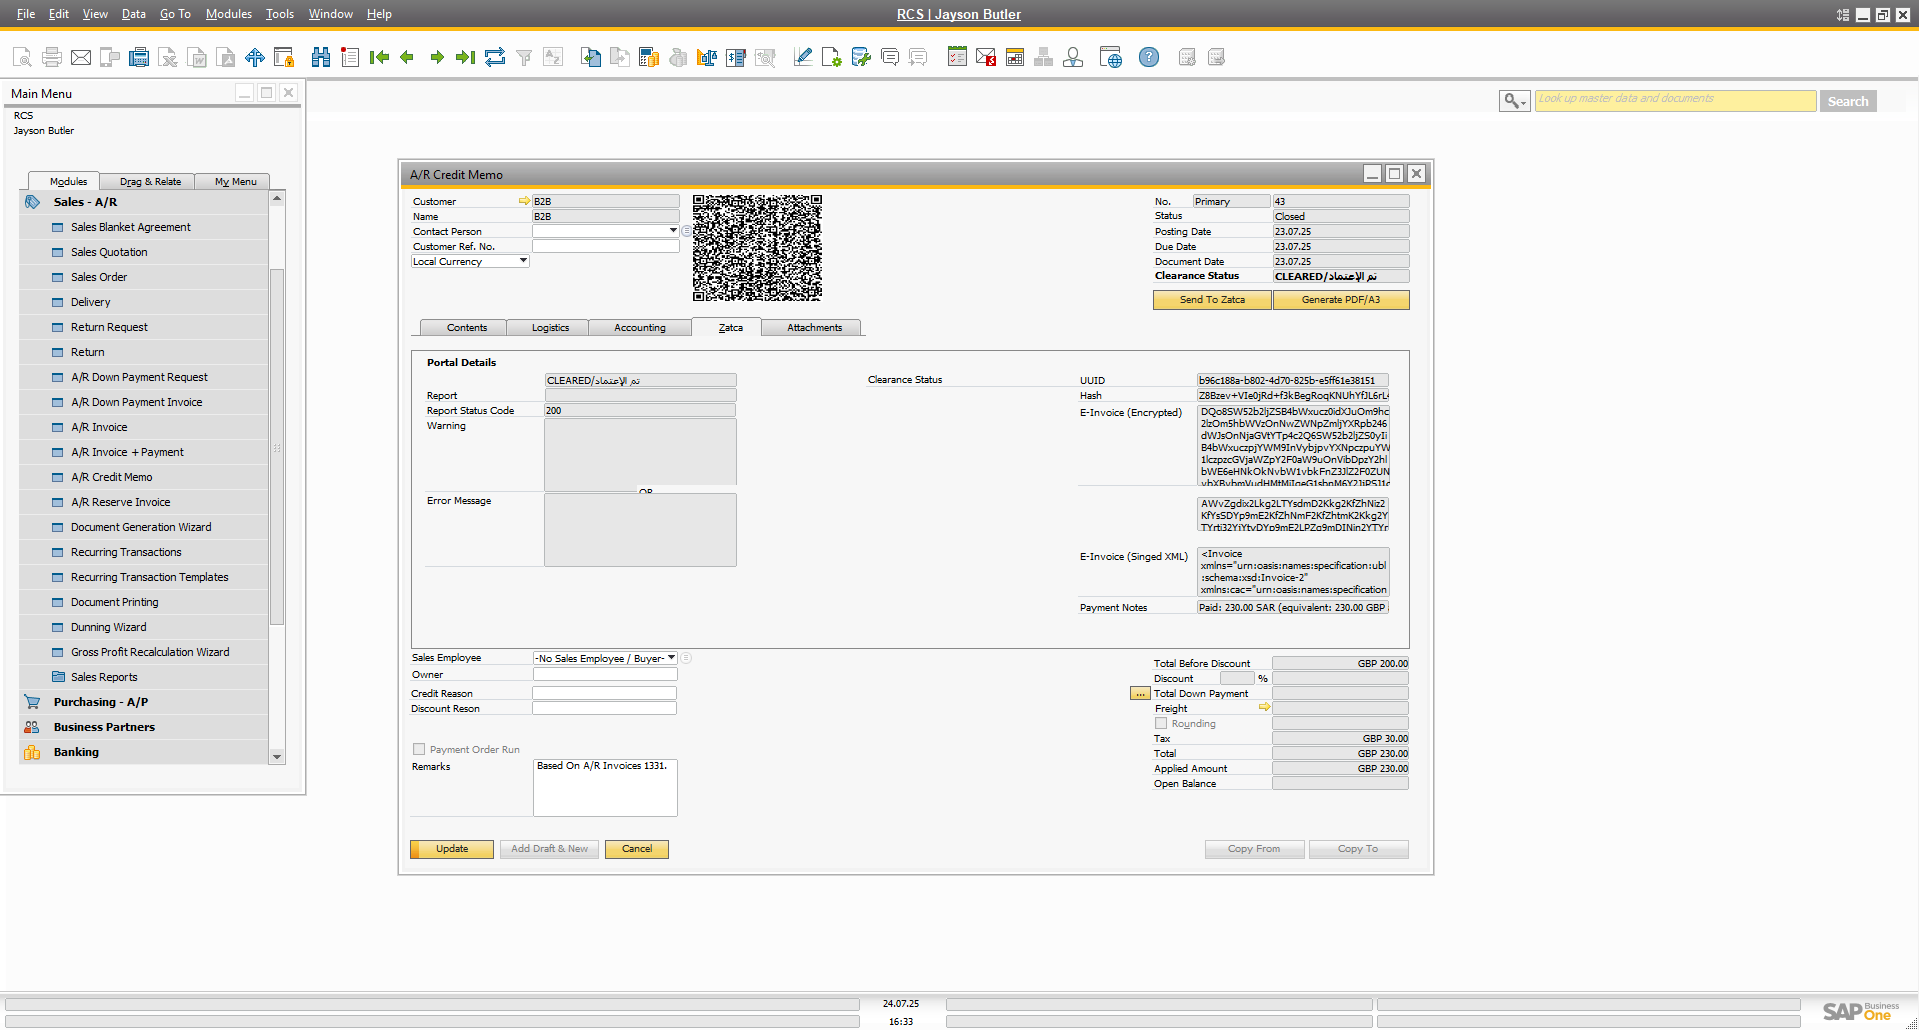 File Edit View Data Go To Modules Tools Window Help
RCS | Jayson Butler
Main Menu
RCS
Jayson Butler
Look up master data and documents
Search
Modules Drag & Relate My Menu
Sales - A/R
Sales Blanket Agreement
Sales Quotation
Sales Order
Delivery
Return Request
Return
A/R Down Payment Request
A/R Down Payment Invoice
A/R Invoice
A/R Invoice + Payment
A/R Credit Memo
A/R Reserve Invoice
Document Generation Wizard
Recurring Transactions
Recurring Transaction Templates
Document Printing
Dunning Wizard
Gross Profit Recalculation Wizard
Sales Reports
Purchasing - A/P
Business Partners
Banking
A/R Credit Memo
Customer B2B
Name B2B
Contact Person
Customer Ref. No.
Local Currency
No. Primary 43
Status Closed
Posting Date 23.07.25
Due Date 23.07.25
Document Date 23.07.25
Clearance Status CLEARED/تم الإعتماد
Send To Zatca Generate PDF/A3
Contents Logistics Accounting Zatca Attachments
Portal Details
CLEARED/تم الإعتماد
Report
Report Status Code 200
Warning
OR
Error Message
Clearance Status
UUID b96c188a-b802-4d70-825b-e5ff61e38151
Hash Z8Bzev+VIe0jRd+f3kBegRoqKNUhYfJL6rL
E-Invoice (Encrypted)
E-Invoice (Singed XML) <Invoice
xmlns="urn:oasis:names:specification:ubl
:schema:xsd:Invoice-2"
xmlns:cac="urn:oasis:names:specification
Payment Notes Paid: 230.00 SAR (equivalent: 230.00 GBP
Sales Employee -No Sales Employee / Buyer-
Owner
Credit Reason
Discount Reson
Payment Order Run
Remarks Based On A/R Invoices 1331.
Total Before Discount GBP 200.00
Discount %
... Total Down Payment
Freight
Rounding
Tax GBP 30.00
Total GBP 230.00
Applied Amount GBP 230.00
Open Balance
Update Add Draft & New Cancel
Copy From Copy To
24.07.25
16:33
SAP Business One